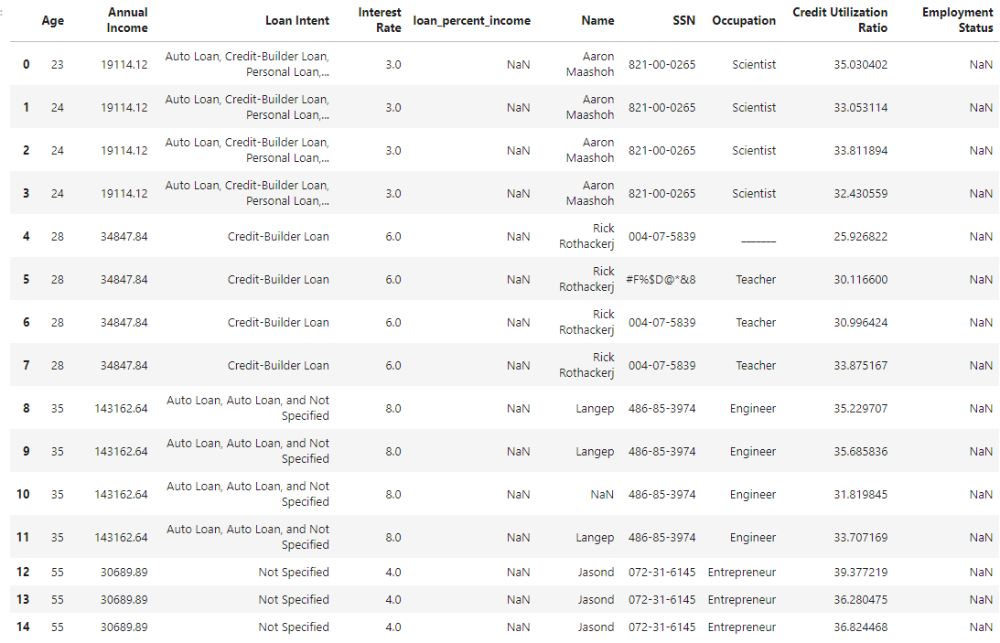 Age Annual Income Loan Intent Interest Rate loan_percent_income Name SSN Occupation Credit Utilization Ratio Employment Status
0 23 19114.12 Auto Loan, Credit-Builder Loan, Personal Loan,... 3.0 NaN Aaron Maashoh 821-00-0265 Scientist 35.030402 NaN
1 24 19114.12 Auto Loan, Credit-Builder Loan, Personal Loan,... 3.0 NaN Aaron Maashoh 821-00-0265 Scientist 33.053114 NaN
2 24 19114.12 Auto Loan, Credit-Builder Loan, Personal Loan,... 3.0 NaN Aaron Maashoh 821-00-0265 Scientist 33.811894 NaN
3 24 19114.12 Auto Loan, Credit-Builder Loan, Personal Loan,... 3.0 NaN Aaron Maashoh 821-00-0265 Scientist 32.430559 NaN
4 28 34847.84 Credit-Builder Loan 6.0 NaN Rick Rothackerj 004-07-5839 _______ 25.926822 NaN
5 28 34847.84 Credit-Builder Loan 6.0 NaN Rick Rothackerj #F%$D@*&8 Teacher 30.116600 NaN
6 28 34847.84 Credit-Builder Loan 6.0 NaN Rick Rothackerj 004-07-5839 Teacher 30.996424 NaN
7 28 34847.84 Credit-Builder Loan 6.0 NaN Rick Rothackerj 004-07-5839 Teacher 33.875167 NaN
8 35 143162.64 Auto Loan, Auto Loan, and Not Specified 8.0 NaN Langep 486-85-3974 Engineer 35.229707 NaN
9 35 143162.64 Auto Loan, Auto Loan, and Not Specified 8.0 NaN Langep 486-85-3974 Engineer 35.685836 NaN
10 35 143162.64 Auto Loan, Auto Loan, and Not Specified 8.0 NaN NaN 486-85-3974 Engineer 31.819845 NaN
11 35 143162.64 Auto Loan, Auto Loan, and Not Specified 8.0 NaN Langep 486-85-3974 Engineer 33.707169 NaN
12 55 30689.89 Not Specified 4.0 NaN Jasond 072-31-6145 Entrepreneur 39.377219 NaN
13 55 30689.89 Not Specified 4.0 NaN Jasond 072-31-6145 Entrepreneur 36.280475 NaN
14 55 30689.89 Not Specified 4.0 NaN Jasond 072-31-6145 Entrepreneur 36.824468 NaN